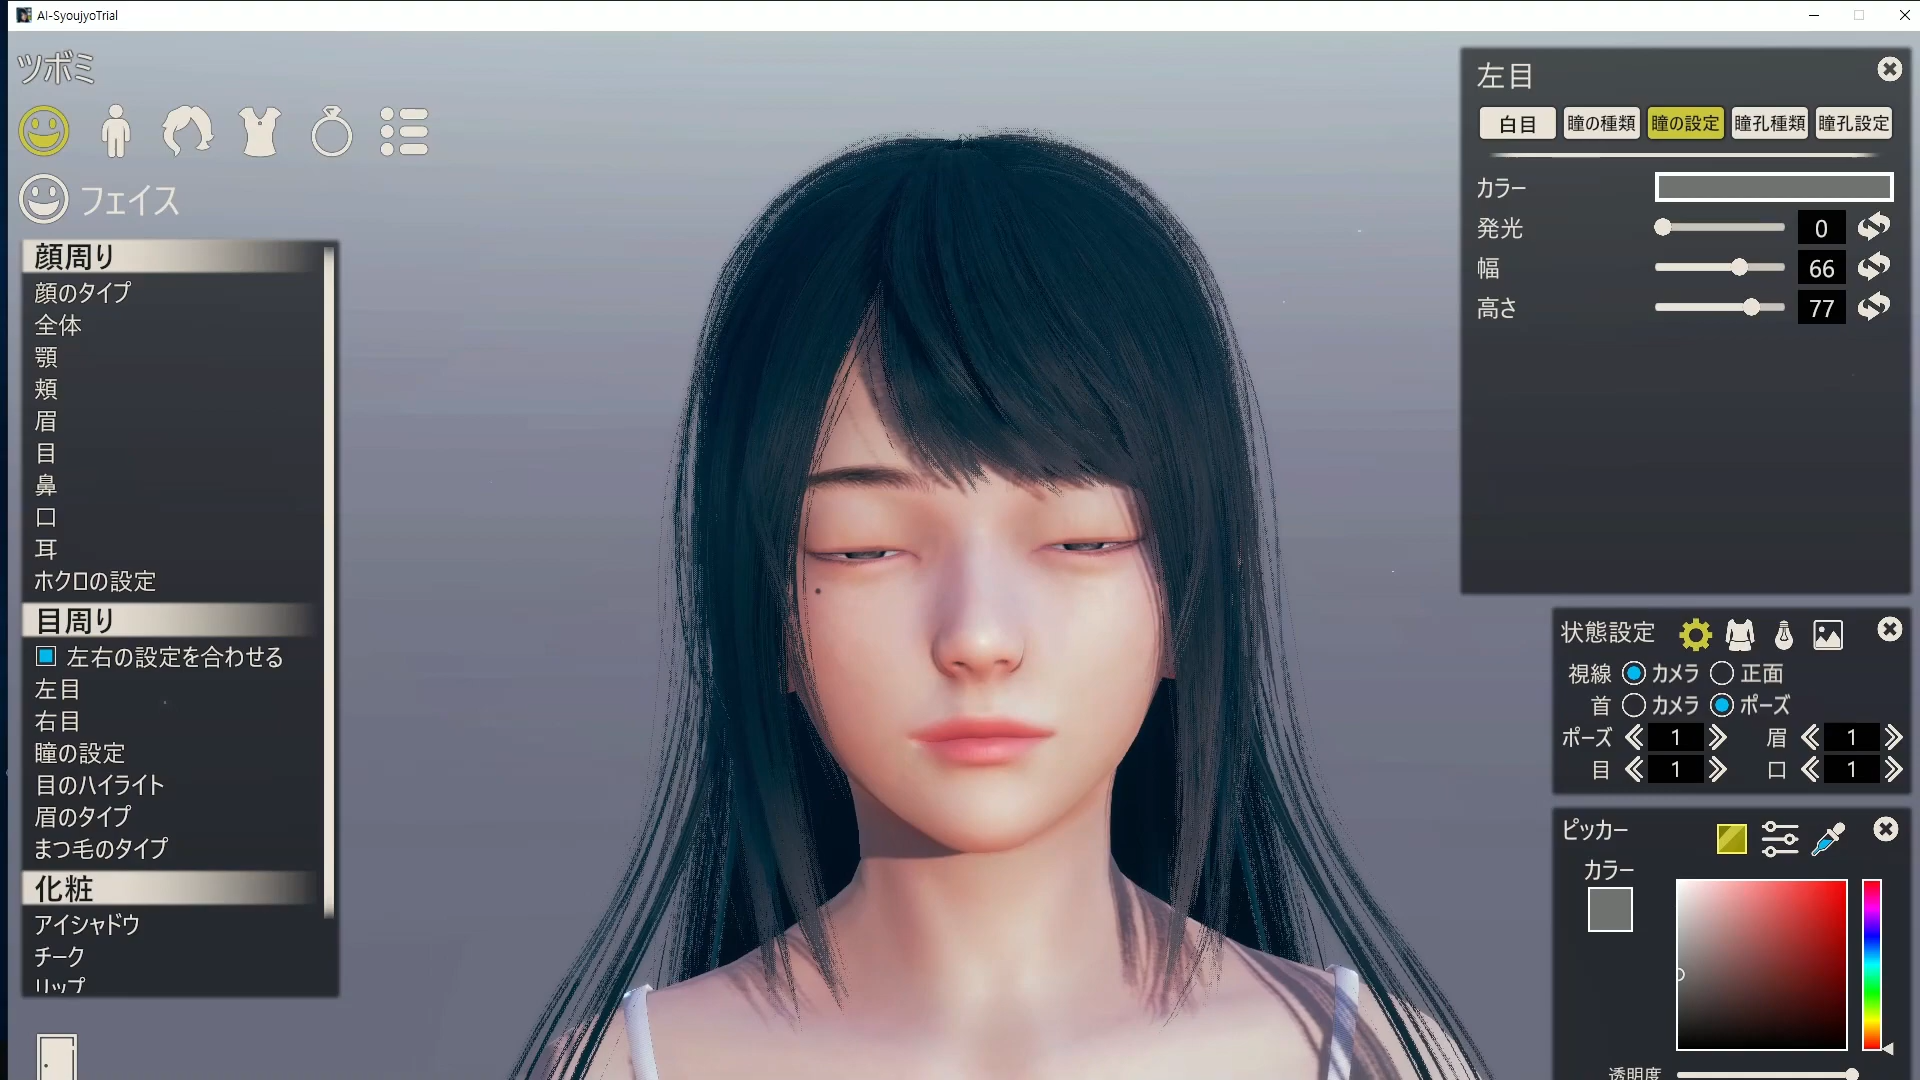 AI-SyoujyoTrial
ツボミ
フェイス
顔周り
顔のタイプ
全体
顎
頬
眉
目
鼻
口
耳
ホクロの設定
目周り
左右の設定を合わせる
左目
右目
瞳の設定
目のハイライト
眉のタイプ
まつ毛のタイプ
化粧
アイシャドウ
チーク
リップ
左目
白目 瞳の種類 瞳の設定 瞳孔種類 瞳孔設定
カラー
発光 0
幅 66
高さ 77
状態設定
視線 カメラ 正面
首 カメラ ポーズ
ポーズ 1 眉 1
目 1 口 1
ピッカー
カラー
透明度